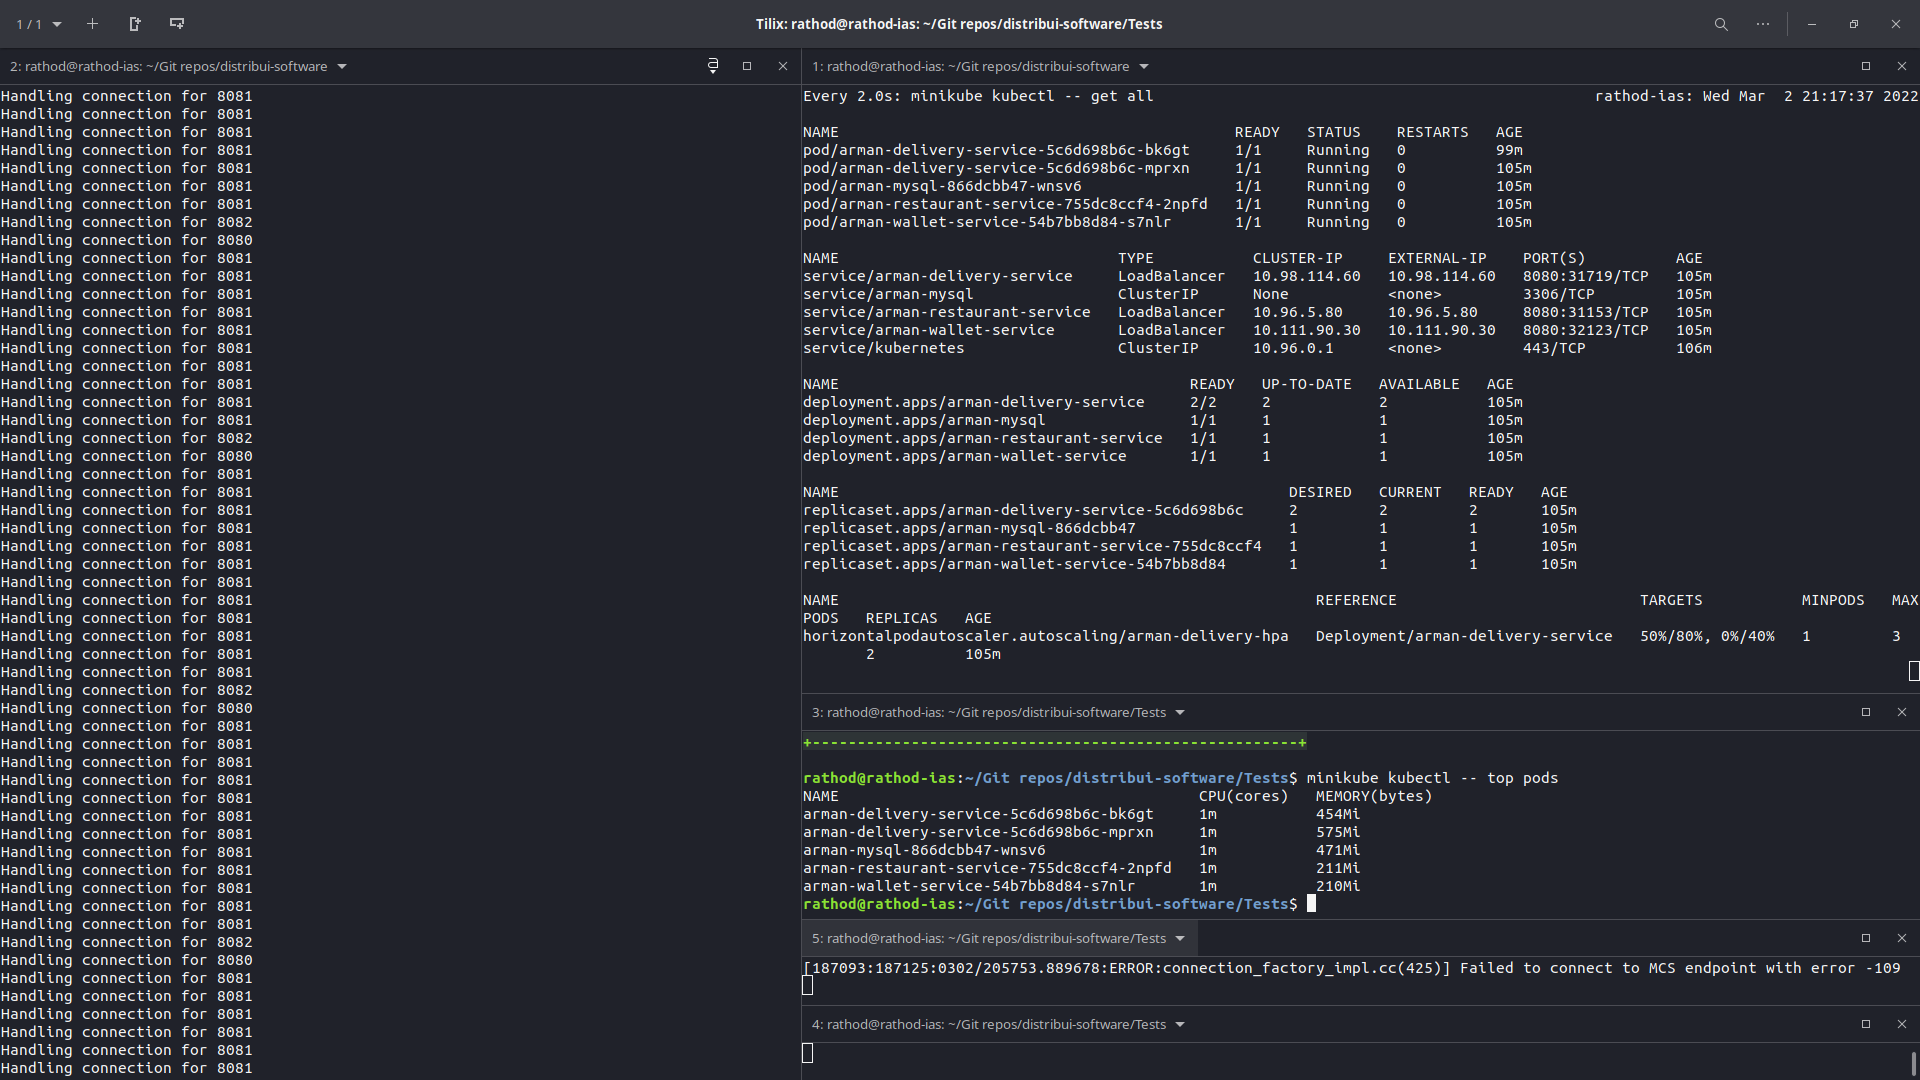 1 / 1
Tilix: rathod@rathod-ias: ~/Git repos/distribui-software/Tests
2: rathod@rathod-ias: ~/Git repos/distribui-software
Handling connection for 8081
Handling connection for 8081
Handling connection for 8081
Handling connection for 8081
Handling connection for 8081
Handling connection for 8081
Handling connection for 8081
Handling connection for 8082
Handling connection for 8080
Handling connection for 8081
Handling connection for 8081
Handling connection for 8081
Handling connection for 8081
Handling connection for 8081
Handling connection for 8081
Handling connection for 8081
Handling connection for 8081
Handling connection for 8081
Handling connection for 8081
Handling connection for 8082
Handling connection for 8080
Handling connection for 8081
Handling connection for 8081
Handling connection for 8081
Handling connection for 8081
Handling connection for 8081
Handling connection for 8081
Handling connection for 8081
Handling connection for 8081
Handling connection for 8081
Handling connection for 8081
Handling connection for 8081
Handling connection for 8081
Handling connection for 8082
Handling connection for 8080
Handling connection for 8081
Handling connection for 8081
Handling connection for 8081
Handling connection for 8081
Handling connection for 8081
Handling connection for 8081
Handling connection for 8081
Handling connection for 8081
Handling connection for 8081
Handling connection for 8081
Handling connection for 8081
Handling connection for 8081
Handling connection for 8082
Handling connection for 8080
Handling connection for 8081
Handling connection for 8081
Handling connection for 8081
Handling connection for 8081
Handling connection for 8081
Handling connection for 8081
1: rathod@rathod-ias: ~/Git repos/distribui-software
Every 2.0s: minikube kubectl -- get all rathod-ias: Wed Mar  2 21:17:37 2022
NAME READY STATUS RESTARTS AGE
pod/arman-delivery-service-5c6d698b6c-bk6gt 1/1 Running 0 99m
pod/arman-delivery-service-5c6d698b6c-mprxn 1/1 Running 0 105m
pod/arman-mysql-866dcbb47-wnsv6 1/1 Running 0 105m
pod/arman-restaurant-service-755dc8ccf4-2npfd 1/1 Running 0 105m
pod/arman-wallet-service-54b7bb8d84-s7nlr 1/1 Running 0 105m
NAME TYPE CLUSTER-IP EXTERNAL-IP PORT(S) AGE
service/arman-delivery-service LoadBalancer 10.98.114.60 10.98.114.60 8080:31719/TCP 105m
service/arman-mysql ClusterIP None <none> 3306/TCP 105m
service/arman-restaurant-service LoadBalancer 10.96.5.80 10.96.5.80 8080:31153/TCP 105m
service/arman-wallet-service LoadBalancer 10.111.90.30 10.111.90.30 8080:32123/TCP 105m
service/kubernetes ClusterIP 10.96.0.1 <none> 443/TCP 106m
NAME READY UP-TO-DATE AVAILABLE AGE
deployment.apps/arman-delivery-service 2/2 2 2 105m
deployment.apps/arman-mysql 1/1 1 1 105m
deployment.apps/arman-restaurant-service 1/1 1 1 105m
deployment.apps/arman-wallet-service 1/1 1 1 105m
NAME DESIRED CURRENT READY AGE
replicaset.apps/arman-delivery-service-5c6d698b6c 2 2 2 105m
replicaset.apps/arman-mysql-866dcbb47 1 1 1 105m
replicaset.apps/arman-restaurant-service-755dc8ccf4 1 1 1 105m
replicaset.apps/arman-wallet-service-54b7bb8d84 1 1 1 105m
NAME REFERENCE TARGETS MINPODS MAX
PODS REPLICAS AGE
horizontalpodautoscaler.autoscaling/arman-delivery-hpa Deployment/arman-delivery-service 50%/80%, 0%/40% 1 3
2 105m
3: rathod@rathod-ias: ~/Git repos/distribui-software/Tests
+------------------------------------------------------+
rathod@rathod-ias:~/Git repos/distribui-software/Tests$ minikube kubectl -- top pods
NAME CPU(cores) MEMORY(bytes)
arman-delivery-service-5c6d698b6c-bk6gt 1m 454Mi
arman-delivery-service-5c6d698b6c-mprxn 1m 575Mi
arman-mysql-866dcbb47-wnsv6 1m 471Mi
arman-restaurant-service-755dc8ccf4-2npfd 1m 211Mi
arman-wallet-service-54b7bb8d84-s7nlr 1m 210Mi
rathod@rathod-ias:~/Git repos/distribui-software/Tests$
5: rathod@rathod-ias: ~/Git repos/distribui-software/Tests
[187093:187125:0302/205753.889678:ERROR:connection_factory_impl.cc(425)] Failed to connect to MCS endpoint with error -109
4: rathod@rathod-ias: ~/Git repos/distribui-software/Tests